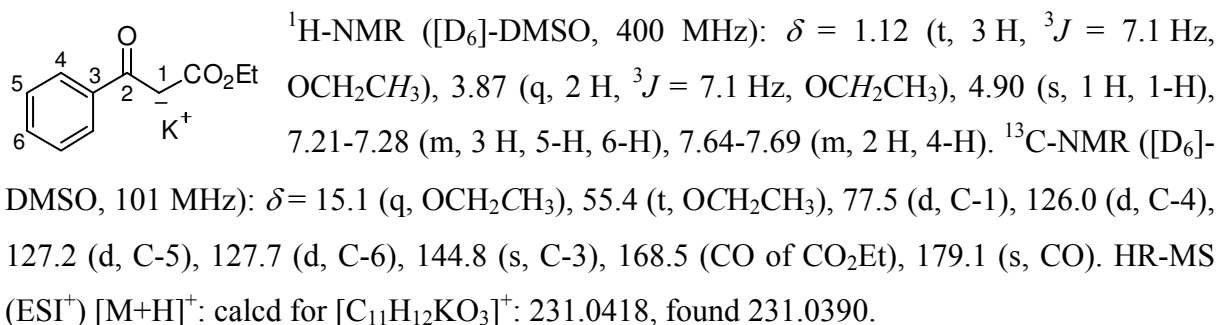 O
4
1
5
3
CO₂Et
2
–
6
K⁺
¹H-NMR ([D₆]-DMSO, 400 MHz): δ = 1.12 (t, 3 H, ³J = 7.1 Hz,
OCH₂CH₃), 3.87 (q, 2 H, ³J = 7.1 Hz, OCH₂CH₃), 4.90 (s, 1 H, 1-H),
7.21-7.28 (m, 3 H, 5-H, 6-H), 7.64-7.69 (m, 2 H, 4-H). ¹³C-NMR ([D₆]-
DMSO, 101 MHz): δ = 15.1 (q, OCH₂CH₃), 55.4 (t, OCH₂CH₃), 77.5 (d, C-1), 126.0 (d, C-4),
127.2 (d, C-5), 127.7 (d, C-6), 144.8 (s, C-3), 168.5 (CO of CO₂Et), 179.1 (s, CO). HR-MS
(ESI⁺) [M+H]⁺: calcd for [C₁₁H₁₂KO₃]⁺: 231.0418, found 231.0390.